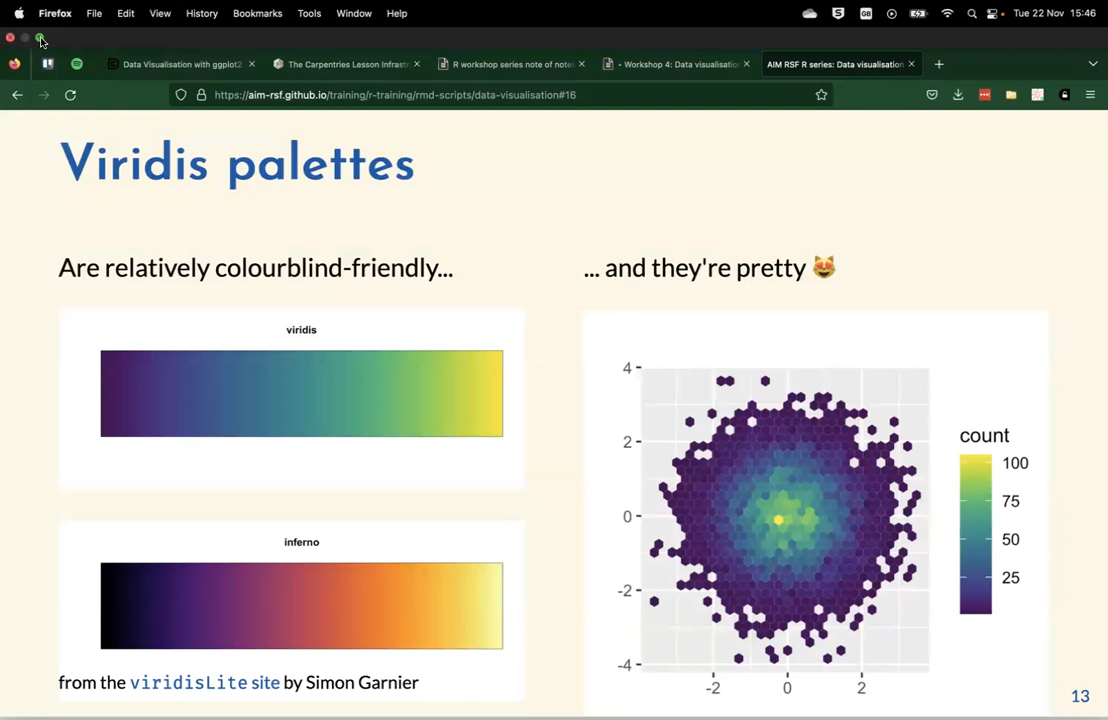 Firefox File Edit View History Bookmarks Tools Window Help
GB
Tue 22 Nov 15:46
Data Visualisation with ggplot2
The Carpentries Lesson Infrast
R workshop series note of note
• Workshop 4: Data visualisation
AIM RSF R series: Data visualisation
https://aim-rsf.github.io/training/r-training/rmd-scripts/data-visualisation#16
Viridis palettes
Are relatively colourblind-friendly...
... and they're pretty 😻
viridis
inferno
from the viridisLite site by Simon Garnier
4
2
0
-2
-4
-2 0 2
count
100
75
50
25
13